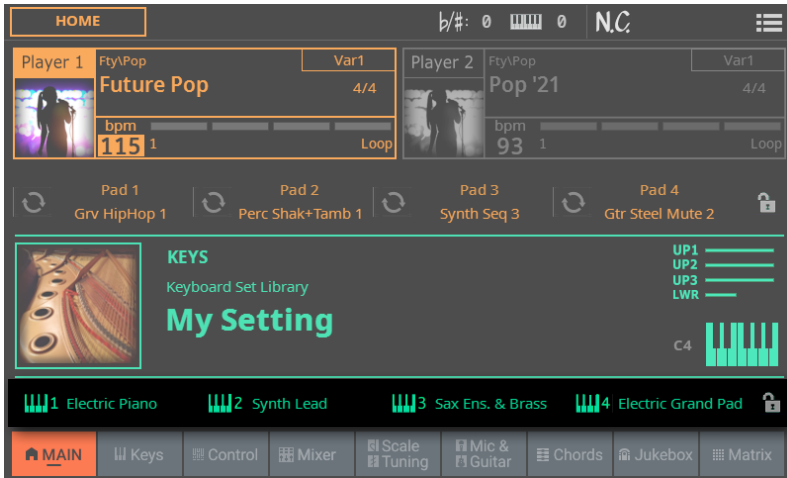 HOME
♭/#: 0 0 N.C.
Player 1 Fty\Pop Var1
Future Pop 4/4
bpm
115 1 Loop
Player 2 Fty\Pop Var1
Pop '21 4/4
bpm
93 1 Loop
Pad 1
Grv HipHop 1
Pad 2
Perc Shak+Tamb 1
Pad 3
Synth Seq 3
Pad 4
Gtr Steel Mute 2
KEYS
Keyboard Set Library
My Setting
UP1
UP2
UP3
LWR
C4
1 Electric Piano
2 Synth Lead
3 Sax Ens. & Brass
4 Electric Grand Pad
MAIN
Keys
Control
Mixer
Scale
Tuning
Mic &
Guitar
Chords
Jukebox
Matrix